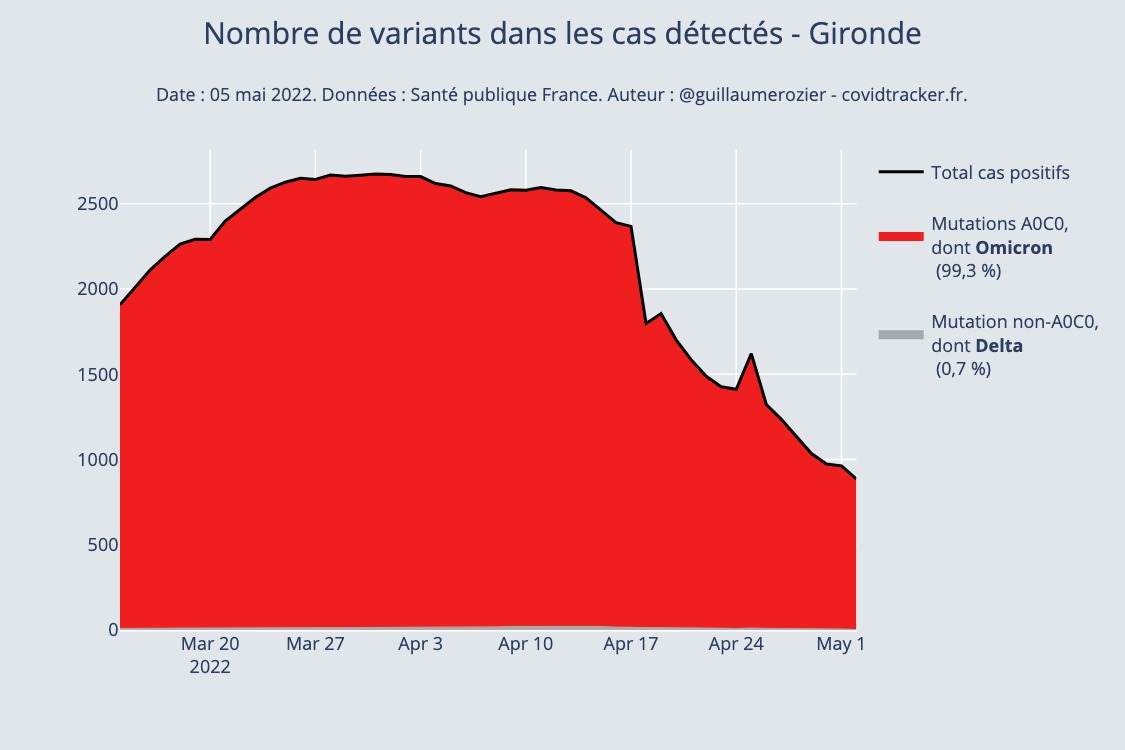 Nombre de variants dans les cas détectés - Gironde
Date : 05 mai 2022. Données : Santé publique France. Auteur : @guillaumerozier - covidtracker.fr.
2500
2000
1500
1000
500
0
Mar 20
2022
Mar 27
Apr 3
Apr 10
Apr 17
Apr 24
May 1
Total cas positifs
Mutations A0C0,
dont Omicron
(99,3 %)
Mutation non-A0C0,
dont Delta
(0,7 %)